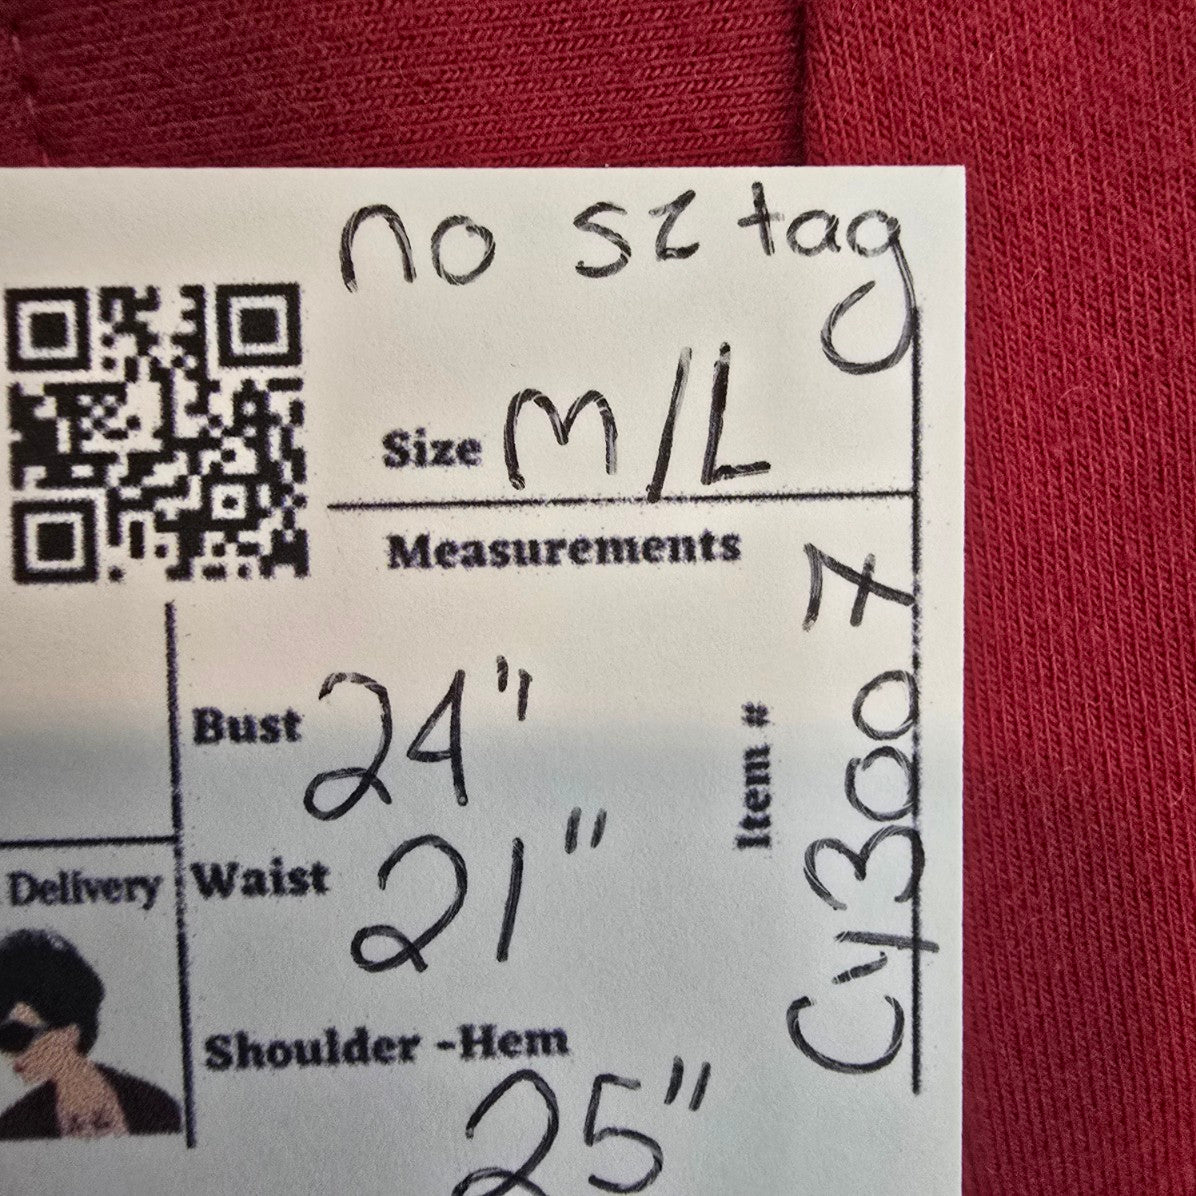 no sz tag
Size M/L
Measurements
Bust 24"
Waist 21"
Delivery
Shoulder -Hem
25"
Item # Cy3007